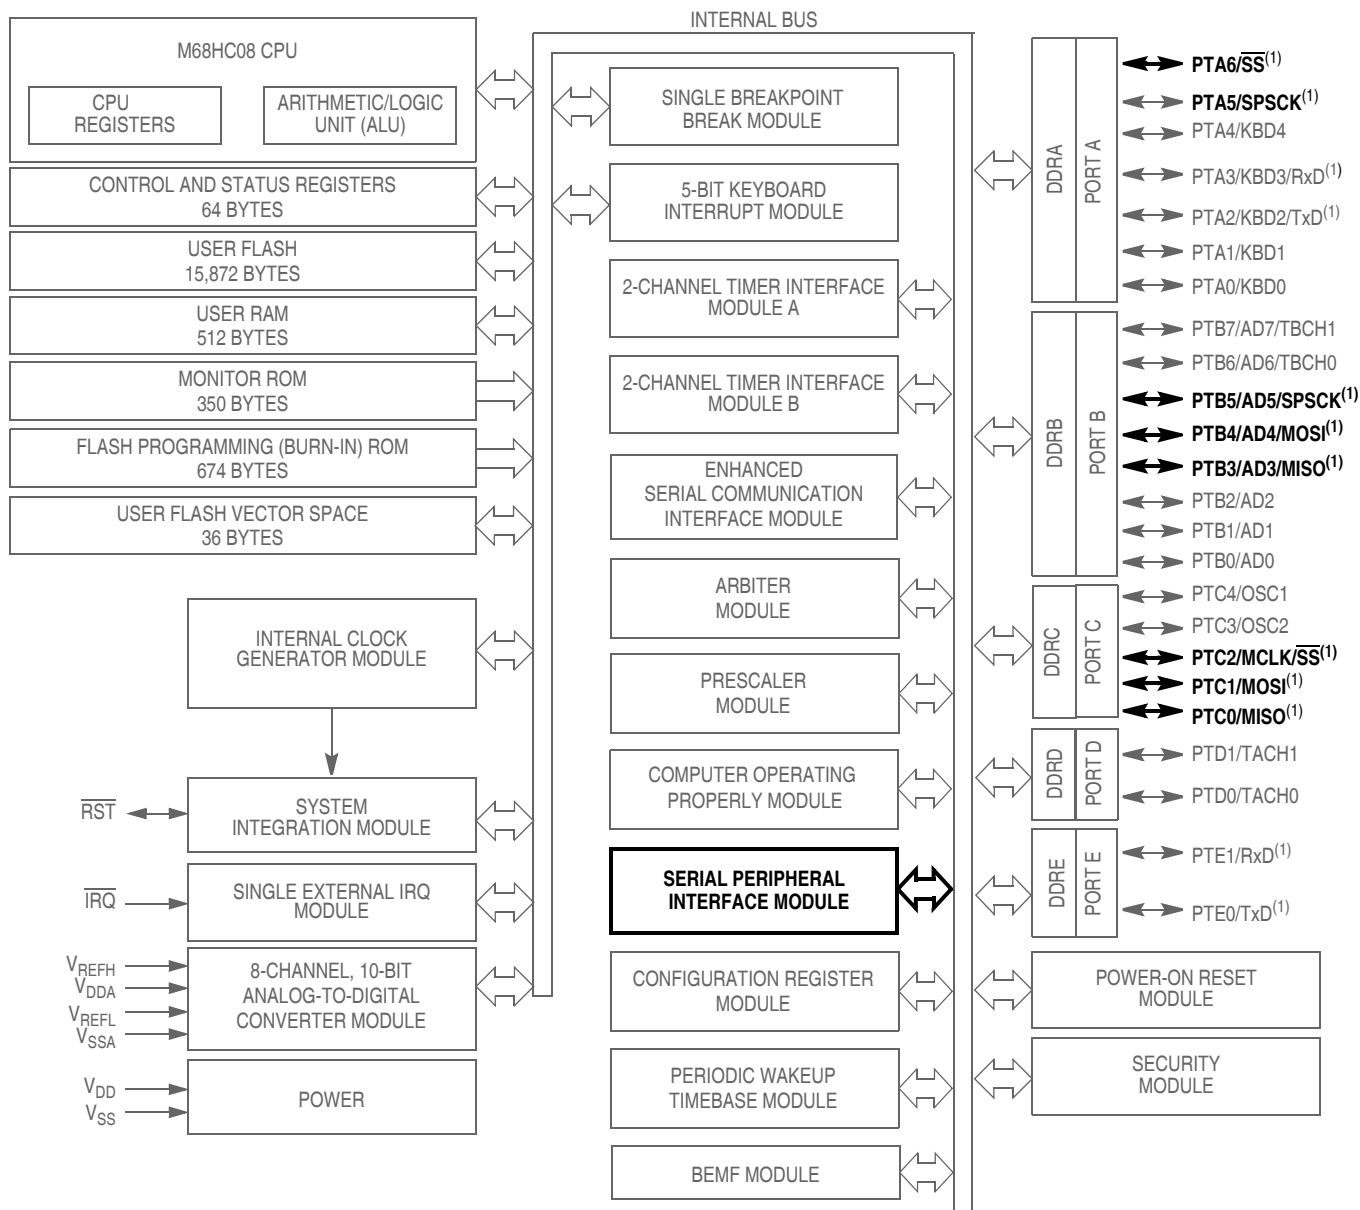 INTERNAL BUS
M68HC08 CPU
CPU
REGISTERS
ARITHMETIC/LOGIC
UNIT (ALU)
CONTROL AND STATUS REGISTERS
64 BYTES
USER FLASH
15,872 BYTES
USER RAM
512 BYTES
MONITOR ROM
350 BYTES
FLASH PROGRAMMING (BURN-IN) ROM
674 BYTES
USER FLASH VECTOR SPACE
36 BYTES
INTERNAL CLOCK
GENERATOR MODULE
RST
SYSTEM
INTEGRATION MODULE
IRQ
SINGLE EXTERNAL IRQ
MODULE
VREFH
VDDA
VREFL
VSSA
8-CHANNEL, 10-BIT
ANALOG-TO-DIGITAL
CONVERTER MODULE
VDD
VSS
POWER
SINGLE BREAKPOINT
BREAK MODULE
5-BIT KEYBOARD
INTERRUPT MODULE
2-CHANNEL TIMER INTERFACE
MODULE A
2-CHANNEL TIMER INTERFACE
MODULE B
ENHANCED
SERIAL COMMUNICATION
INTERFACE MODULE
ARBITER
MODULE
PRESCALER
MODULE
COMPUTER OPERATING
PROPERLY MODULE
SERIAL PERIPHERAL
INTERFACE MODULE
CONFIGURATION REGISTER
MODULE
PERIODIC WAKEUP
TIMEBASE MODULE
BEMF MODULE
DDRA
PORT A
PTA6/SS(1)
PTA5/SPSCK(1)
PTA4/KBD4
PTA3/KBD3/RxD(1)
PTA2/KBD2/TxD(1)
PTA1/KBD1
PTA0/KBD0
DDRB
PORT B
PTB7/AD7/TBCH1
PTB6/AD6/TBCH0
PTB5/AD5/SPSCK(1)
PTB4/AD4/MOSI(1)
PTB3/AD3/MISO(1)
PTB2/AD2
PTB1/AD1
PTB0/AD0
DDRC
PORT C
PTC4/OSC1
PTC3/OSC2
PTC2/MCLK/SS(1)
PTC1/MOSI(1)
PTC0/MISO(1)
DDRD
PORT D
PTD1/TACH1
PTD0/TACH0
DDRE
PORT E
PTE1/RxD(1)
PTE0/TxD(1)
POWER-ON RESET
MODULE
SECURITY
MODULE